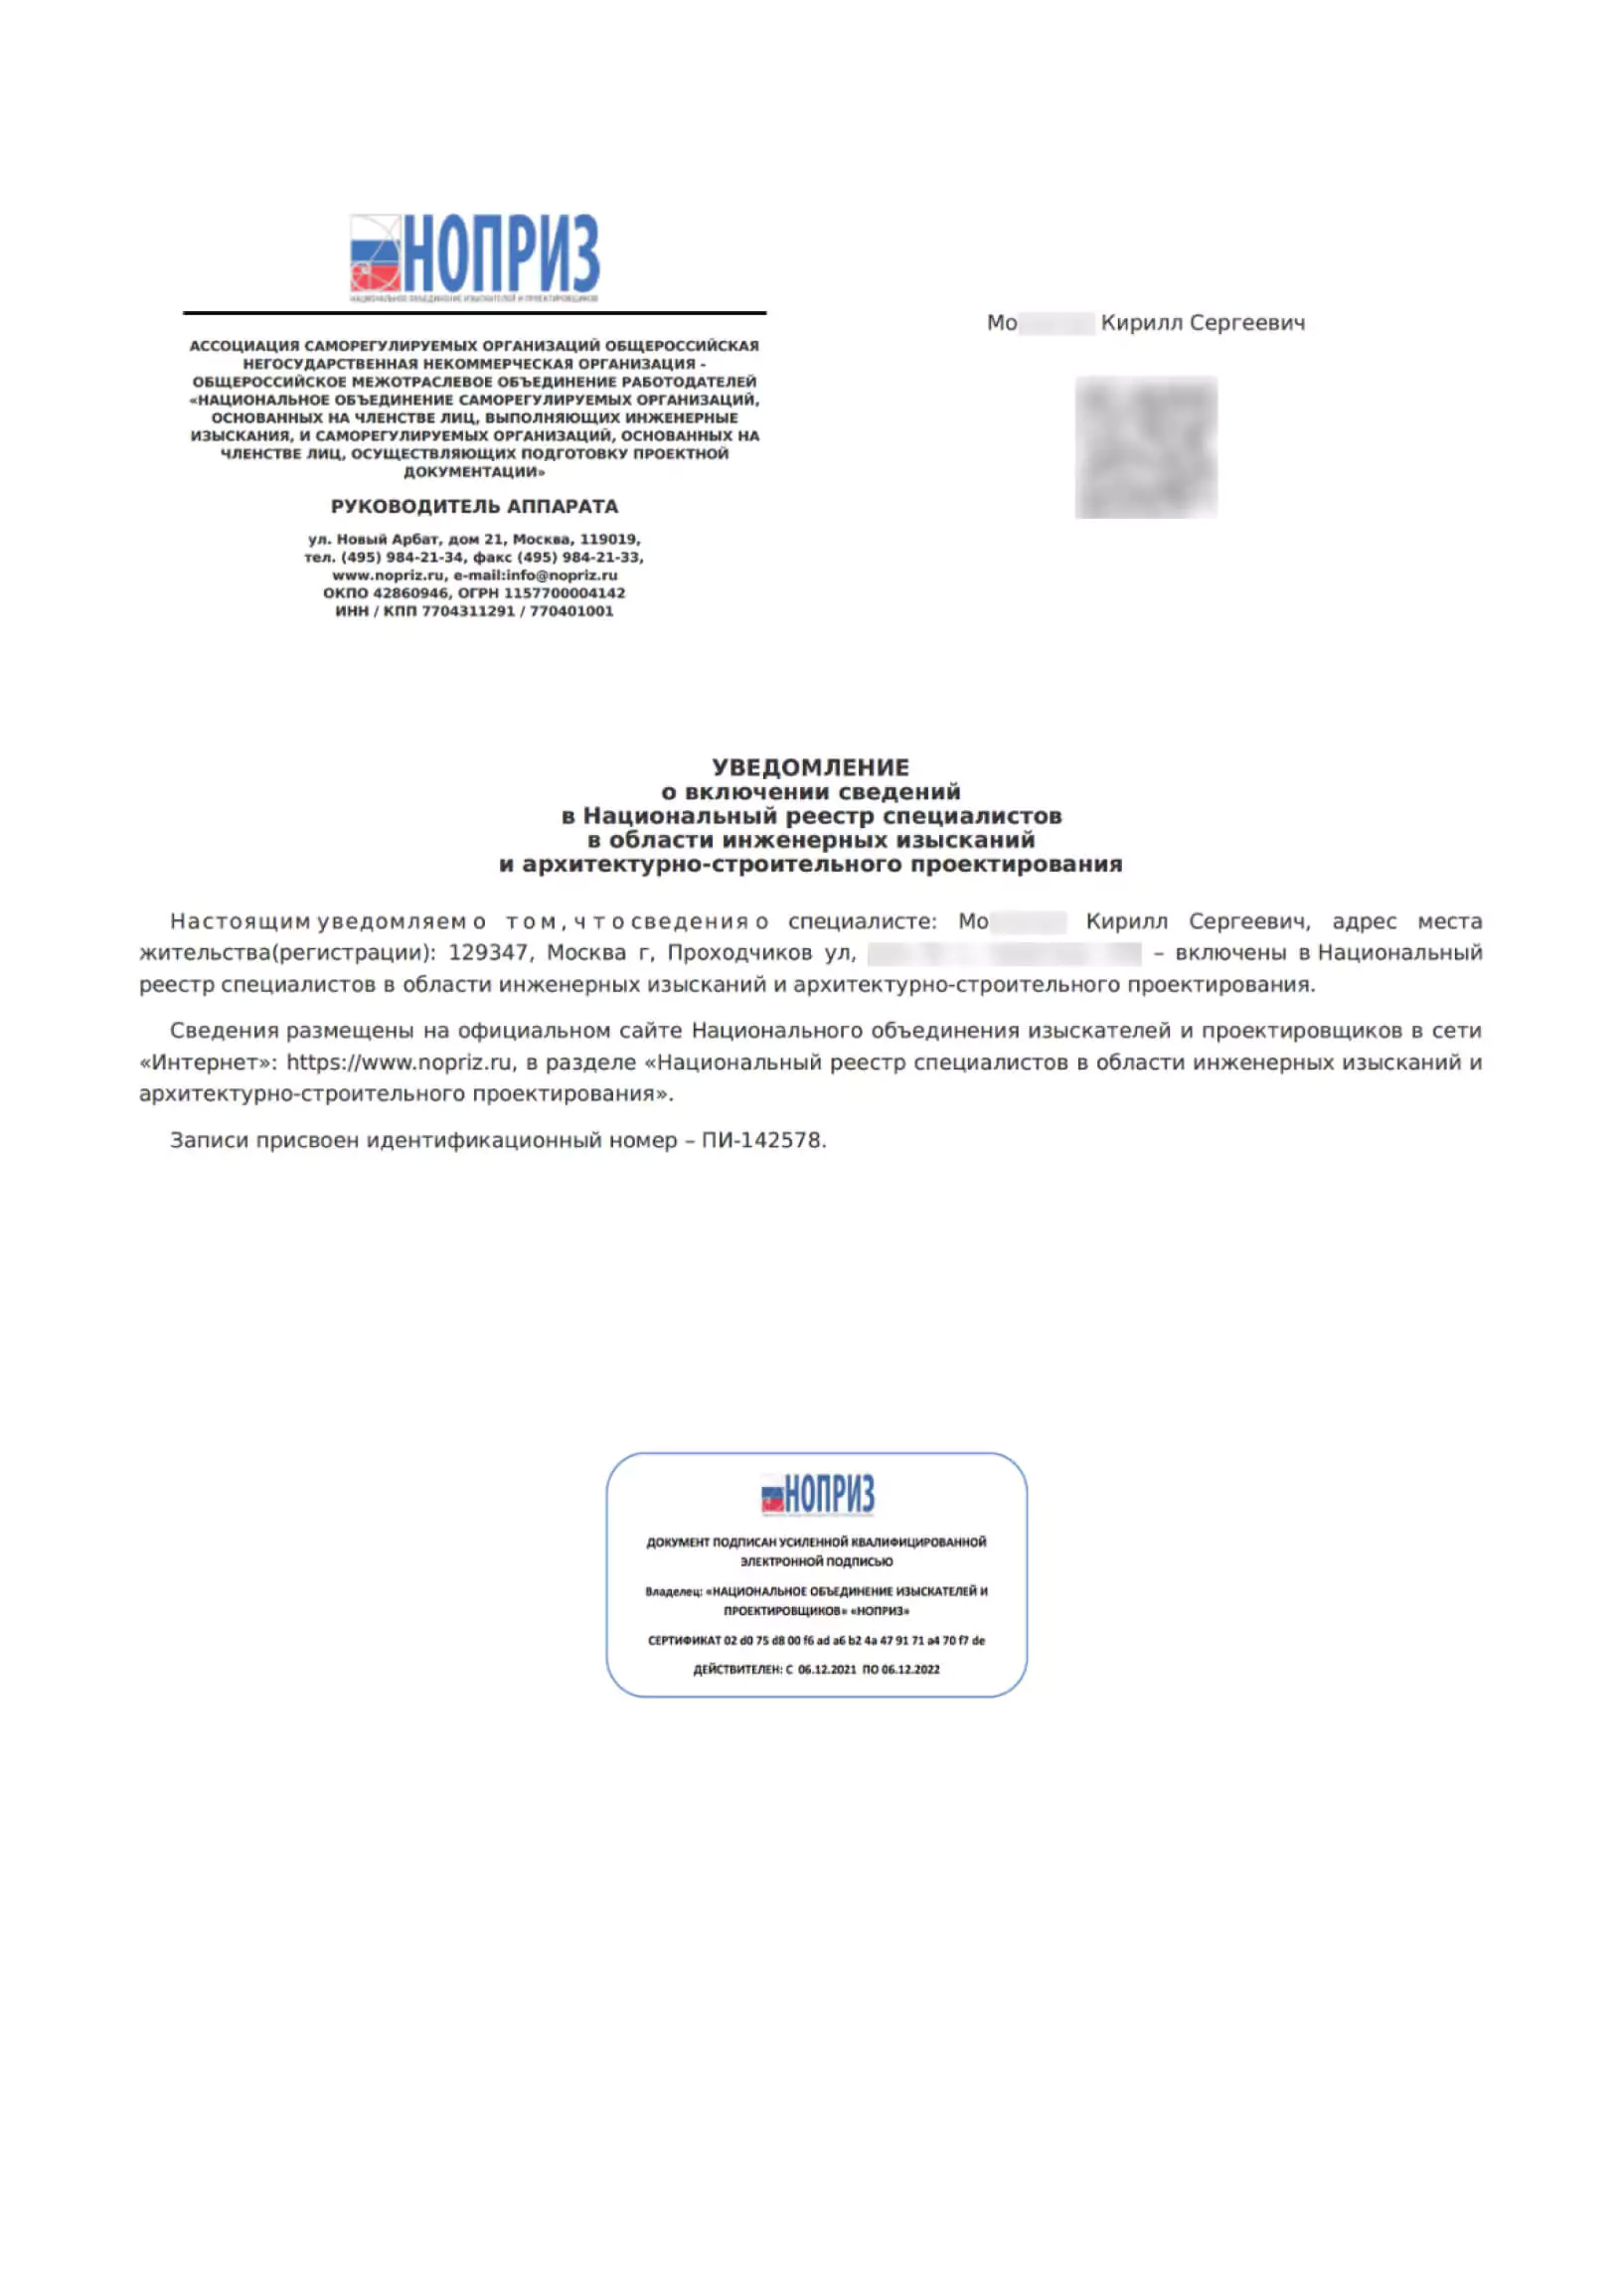 НОПРИЗ
НАЦИОНАЛЬНОЕ ОБЪЕДИНЕНИЕ ИЗЫСКАТЕЛЕЙ И ПРОЕКТИРОВЩИКОВ
АССОЦИАЦИЯ САМОРЕГУЛИРУЕМЫХ ОРГАНИЗАЦИЙ ОБЩЕРОССИЙСКАЯ
НЕГОСУДАРСТВЕННАЯ НЕКОММЕРЧЕСКАЯ ОРГАНИЗАЦИЯ -
ОБЩЕРОССИЙСКОЕ МЕЖОТРАСЛЕВОЕ ОБЪЕДИНЕНИЕ РАБОТОДАТЕЛЕЙ
«НАЦИОНАЛЬНОЕ ОБЪЕДИНЕНИЕ САМОРЕГУЛИРУЕМЫХ ОРГАНИЗАЦИЙ,
ОСНОВАННЫХ НА ЧЛЕНСТВЕ ЛИЦ, ВЫПОЛНЯЮЩИХ ИНЖЕНЕРНЫЕ
ИЗЫСКАНИЯ, И САМОРЕГУЛИРУЕМЫХ ОРГАНИЗАЦИЙ, ОСНОВАННЫХ НА
ЧЛЕНСТВЕ ЛИЦ, ОСУЩЕСТВЛЯЮЩИХ ПОДГОТОВКУ ПРОЕКТНОЙ
ДОКУМЕНТАЦИИ»
РУКОВОДИТЕЛЬ АППАРАТА
ул. Новый Арбат, дом 21, Москва, 119019,
тел. (495) 984-21-34, факс (495) 984-21-33,
www.nopriz.ru, e-mail:info@nopriz.ru
ОКПО 42860946, ОГРН 1157700004142
ИНН / КПП 7704311291 / 770401001
Мо Кирилл Сергеевич
УВЕДОМЛЕНИЕ
о включении сведений
в Национальный реестр специалистов
в области инженерных изысканий
и архитектурно-строительного проектирования
Настоящим уведомляем о том, что сведения о специалисте: Мо Кирилл Сергеевич, адрес места
жительства(регистрации): 129347, Москва г, Проходчиков ул, – включены в Национальный
реестр специалистов в области инженерных изысканий и архитектурно-строительного проектирования.
Сведения размещены на официальном сайте Национального объединения изыскателей и проектировщиков в сети
«Интернет»: https://www.nopriz.ru, в разделе «Национальный реестр специалистов в области инженерных изысканий и
архитектурно-строительного проектирования».
Записи присвоен идентификационный номер – ПИ-142578.
НОПРИЗ
ДОКУМЕНТ ПОДПИСАН УСИЛЕННОЙ КВАЛИФИЦИРОВАННОЙ
ЭЛЕКТРОННОЙ ПОДПИСЬЮ
Владелец: «НАЦИОНАЛЬНОЕ ОБЪЕДИНЕНИЕ ИЗЫСКАТЕЛЕЙ И
ПРОЕКТИРОВЩИКОВ» «НОПРИЗ»
СЕРТИФИКАТ 02 d0 75 d8 00 f6 ad a6 b2 4a 47 91 71 a4 70 f7 de
ДЕЙСТВИТЕЛЕН: С 06.12.2021 ПО 06.12.2022